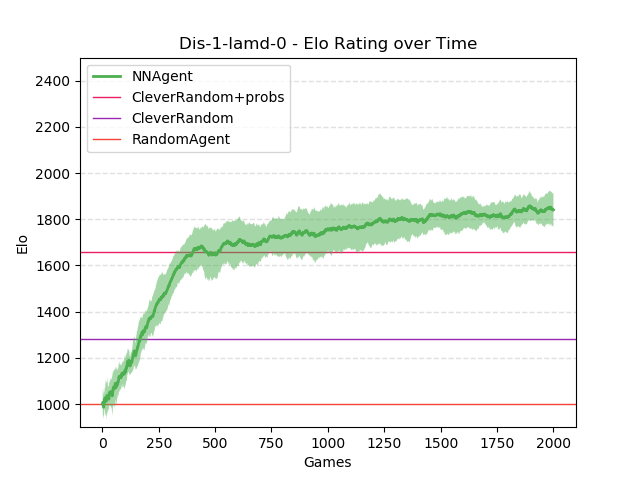 Dis-1-lamd-0 - Elo Rating over Time
NNAgent
CleverRandom+probs
CleverRandom
RandomAgent
Elo
2400
2200
2000
1800
1600
1400
1200
1000
0 250 500 750 1000 1250 1500 1750 2000
Games